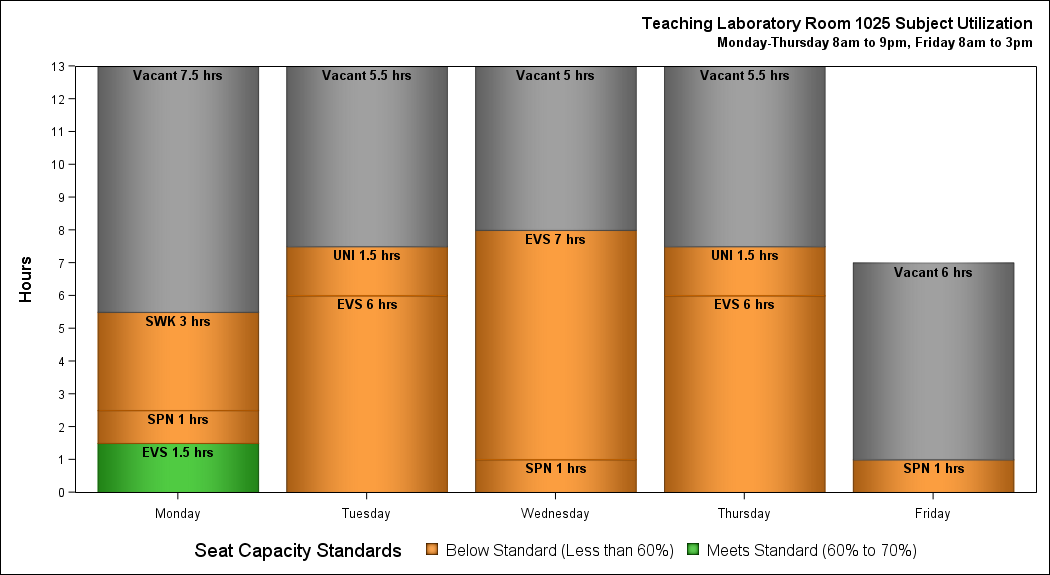 Teaching Laboratory Room 1025 Subject Utilization
Monday-Thursday 8am to 9pm, Friday 8am to 3pm
Hours
13
12
11
10
9
8
7
6
5
4
3
2
1
0
Vacant 7.5 hrs
SWK 3 hrs
SPN 1 hrs
EVS 1.5 hrs
Vacant 5.5 hrs
UNI 1.5 hrs
EVS 6 hrs
Vacant 5 hrs
EVS 7 hrs
SPN 1 hrs
Vacant 5.5 hrs
UNI 1.5 hrs
EVS 6 hrs
Vacant 6 hrs
SPN 1 hrs
Monday
Tuesday
Wednesday
Thursday
Friday
Seat Capacity Standards
Below Standard (Less than 60%)
Meets Standard (60% to 70%)